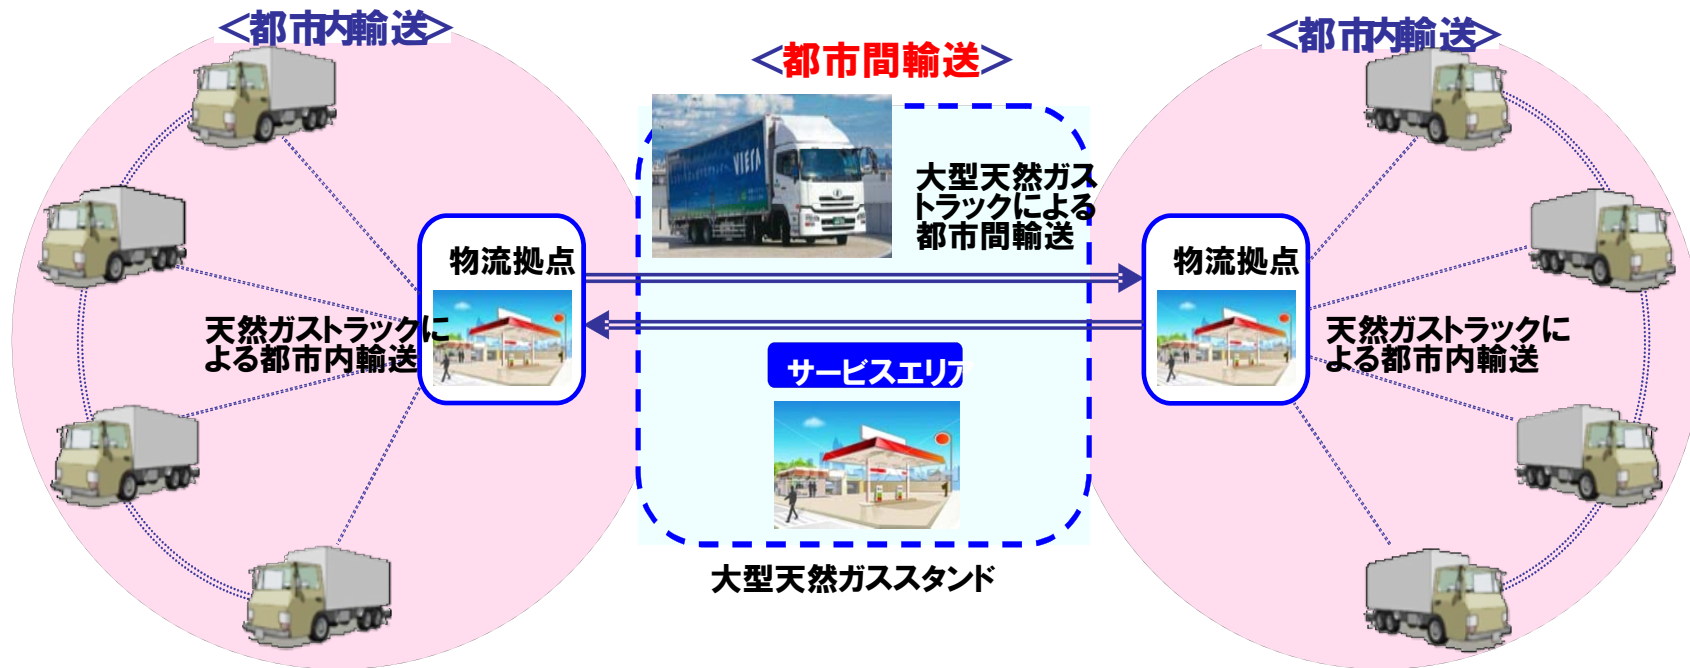 ＜都市内輸送＞
＜都市間輸送＞
＜都市内輸送＞
VIERA
大型天然ガス
トラックによる
都市間輸送
物流拠点
物流拠点
天然ガストラックに
よる都市内輸送
天然ガストラックに
よる都市内輸送
サービスエリア
大型天然ガススタンド